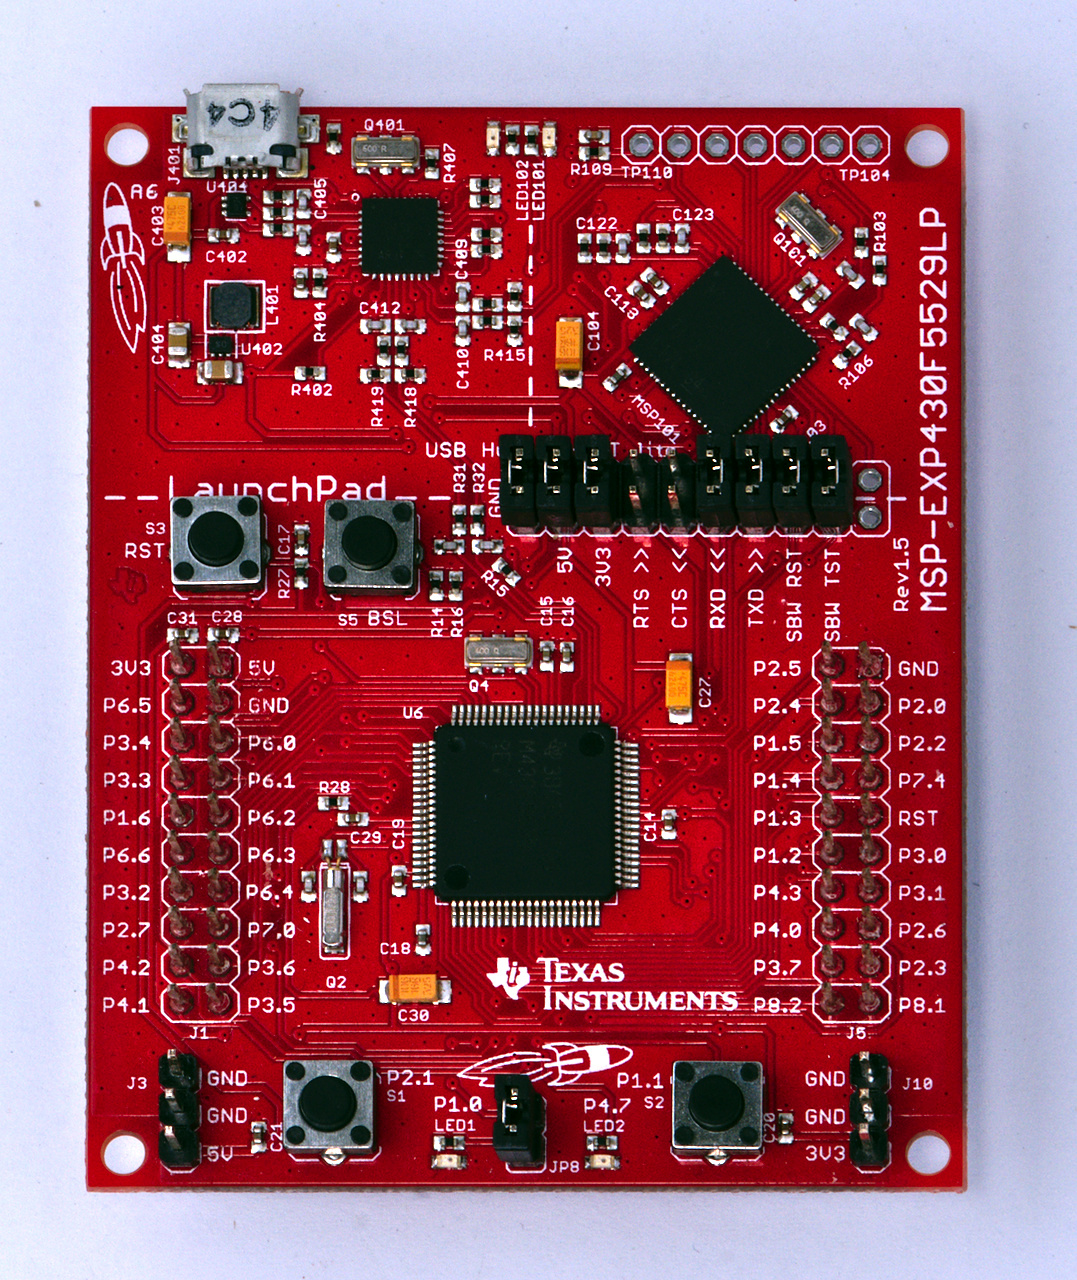 4C4
Q401
J401
U404
C405
R407
LED102
LED101
R109
TP110
TP104
A6
C403
C402
C409
C122
C123
Q101
R103
MSP-EXP430F5529LP
L401
R404
C412
C113
C404
U402
C410
R415
C104
R106
R402
R419
R418
MSP101
USB
LaunchPad
R31
R32
GND
S3
RST
C17
R27
5V
3V3
RTS >>
CTS <<
RXD <<
TXD >>
SBW RST
SBW TST
Rev1.5
R15
S5 BSL
R14
R16
C15
C16
C31
C28
Q4
C27
3V3
5V
P6.5
GND
P3.4
P6.0
P3.3
P6.1
P1.6
P6.2
P6.6
P6.3
P3.2
P6.4
P2.7
P7.0
P4.2
P3.6
P4.1
P3.5
J1
U6
R28
C29
C19
C14
C18
Q2
C30
TEXAS
INSTRUMENTS
P2.5
GND
P2.4
P2.0
P1.5
P2.2
P1.4
P7.4
P1.3
RST
P1.2
P3.0
P4.3
P3.1
P4.0
P2.6
P3.7
P2.3
P8.2
P8.1
J5
J3
GND
GND
5V
C21
P2.1
S1
P1.0
LED1
JP8
P4.7
LED2
P1.1
S2
C20
GND
J10
GND
3V3